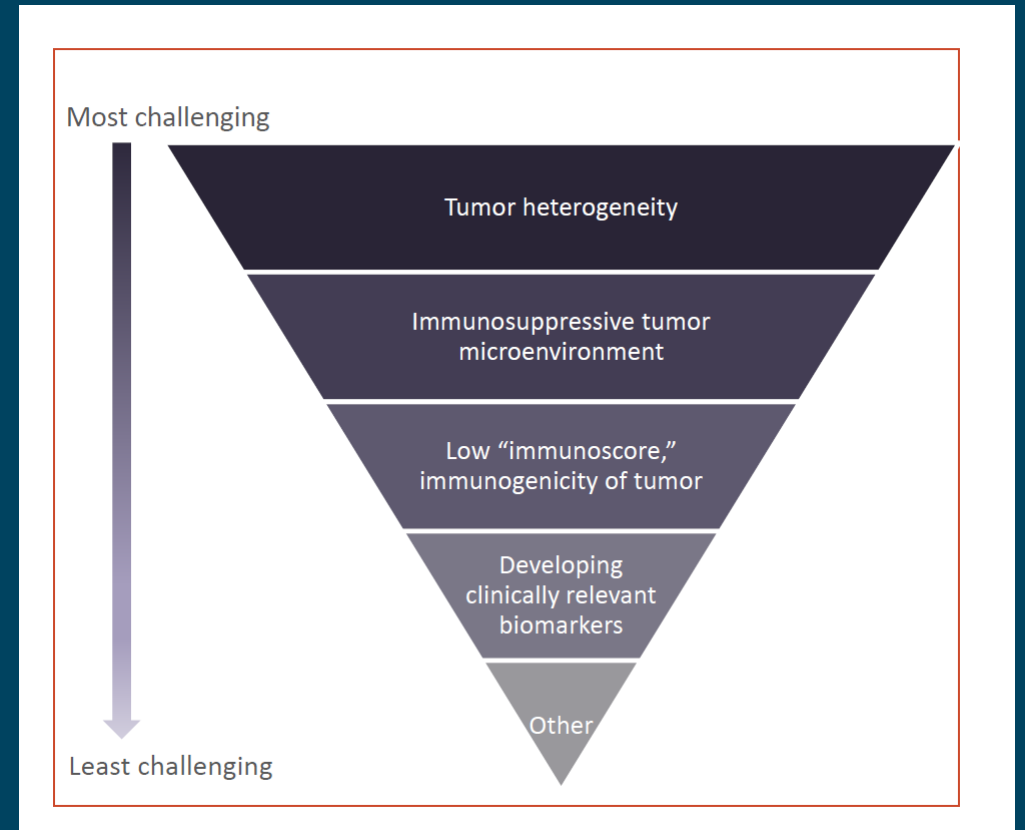 Most challenging
Tumor heterogeneity
Immunosuppressive tumor
microenvironment
Low “immunoscore,”
immunogenicity of tumor
Developing
clinically relevant
biomarkers
Other
Least challenging